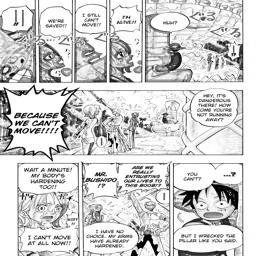 !!
HUH?
I'M
ALIVE!!
I STILL
CAN'T
MOVE!!
WE'RE
SAVED!!
!!
HEY, IT'S
DANGEROUS
THERE! HOW
COME YOU'RE
NOT RUNNING
AWAY?
BECAUSE
WE CAN'T
MOVE!!!!
...?
YOU
CAN'T?
BUT I WRECKED THE
PILLAR LIKE YOU SAID.
ARE WE
REALLY
ENTRUSTING
OUR LIVES TO
THIS BOOB!?
MR.
BUSHIDO
!?
I HAVE NO
CHOICE. MY ARMS
HAVE ALREADY
HARDENED.
WAIT A MINUTE!
MY BODY'S
HARDENING
TOO!!
I CAN'T MOVE
AT ALL NOW!!